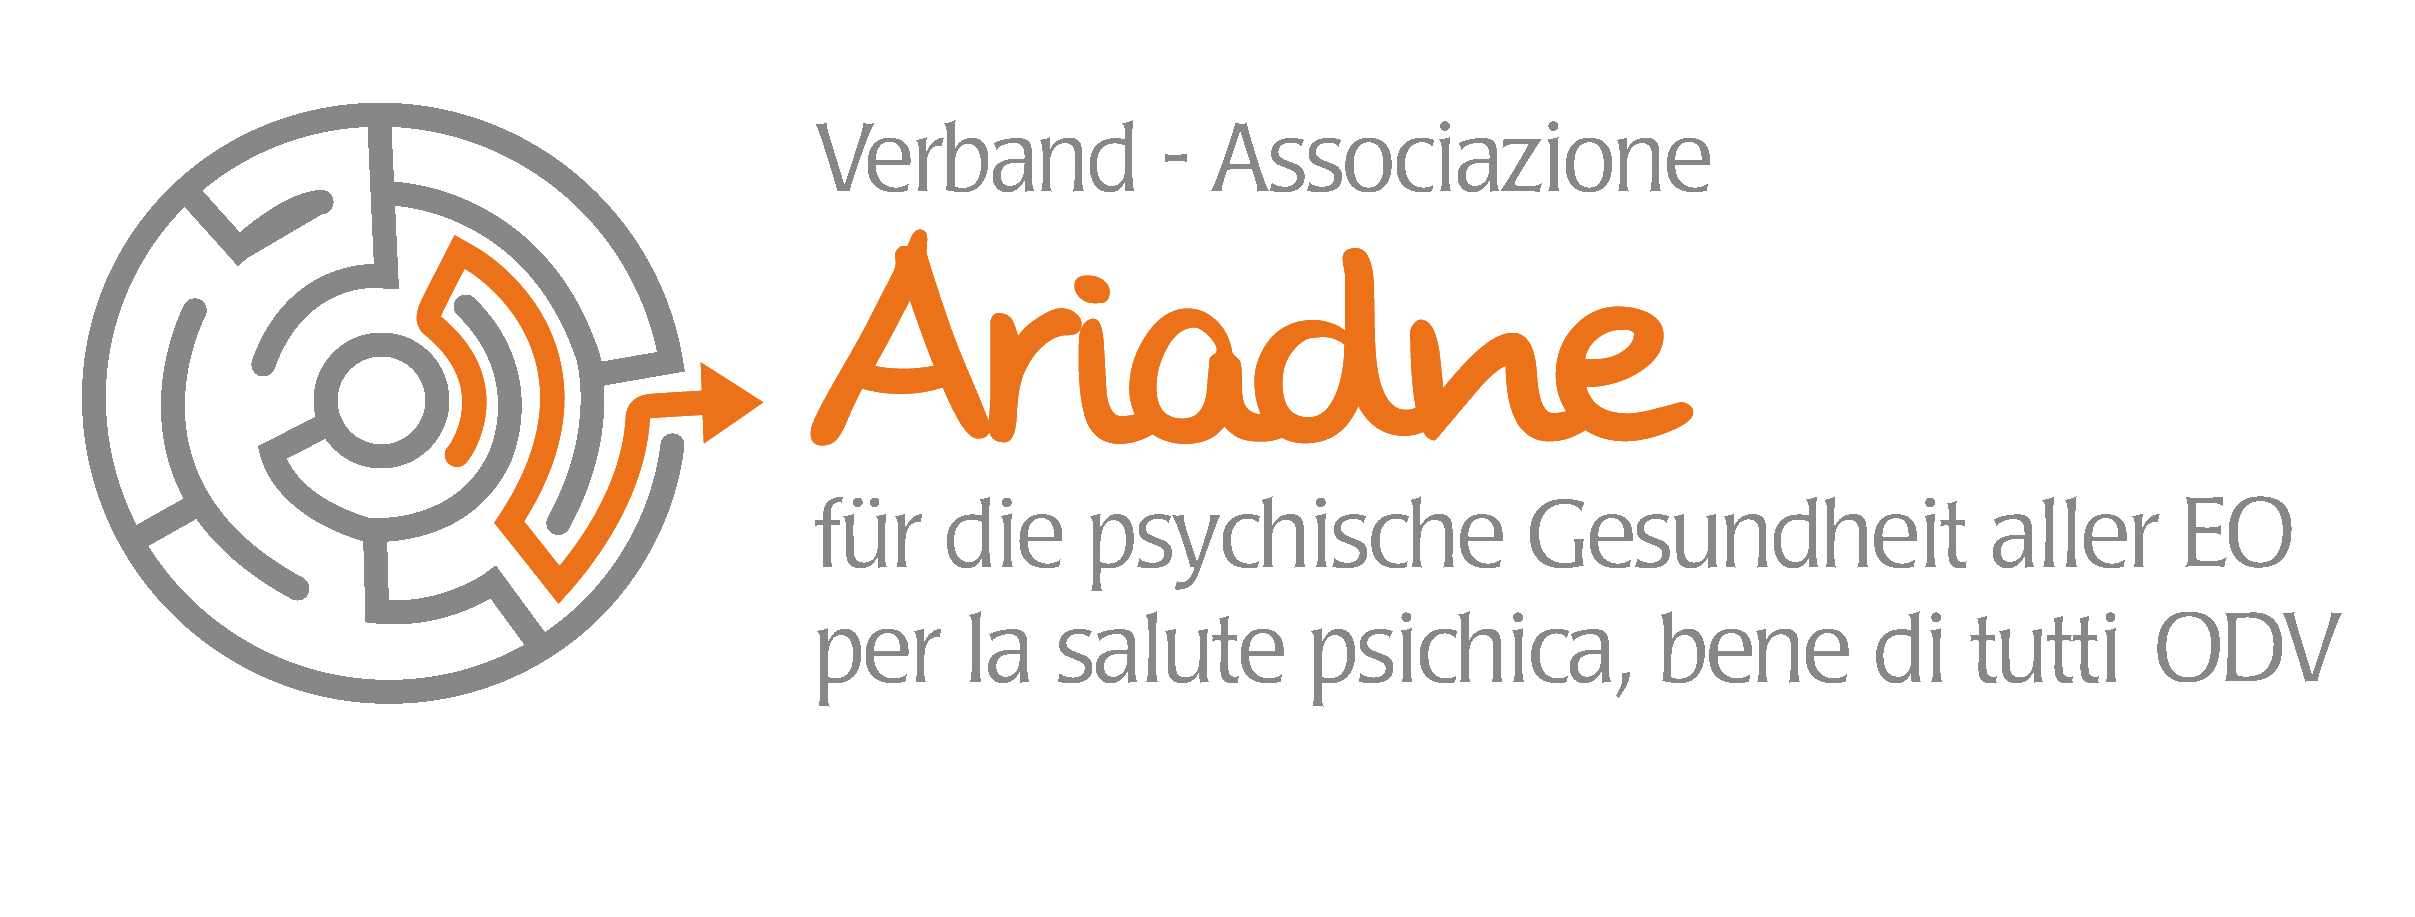 Verband - Associazione
Ariadne
für die psychische Gesundheit aller EO
per la salute psichica, bene di tutti ODV